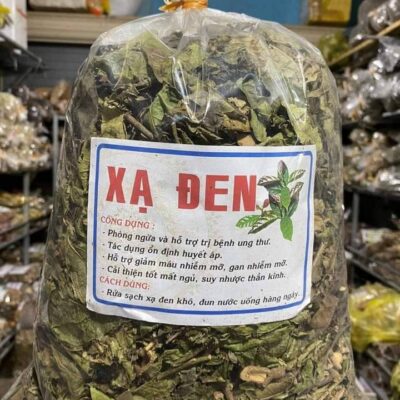 XẠ ĐEN
CÔNG DỤNG :
- Phòng ngừa và hỗ trợ trị bệnh ung thư.
- Tác dụng ổn định huyết áp.
- Hỗ trợ giảm máu nhiễm mỡ, gan nhiễm mỡ.
- Cải thiện tốt mất ngủ, suy nhược thần kinh.
CÁCH DÙNG:
- Rửa sạch xạ đen khô, đun nước uống hàng ngày.